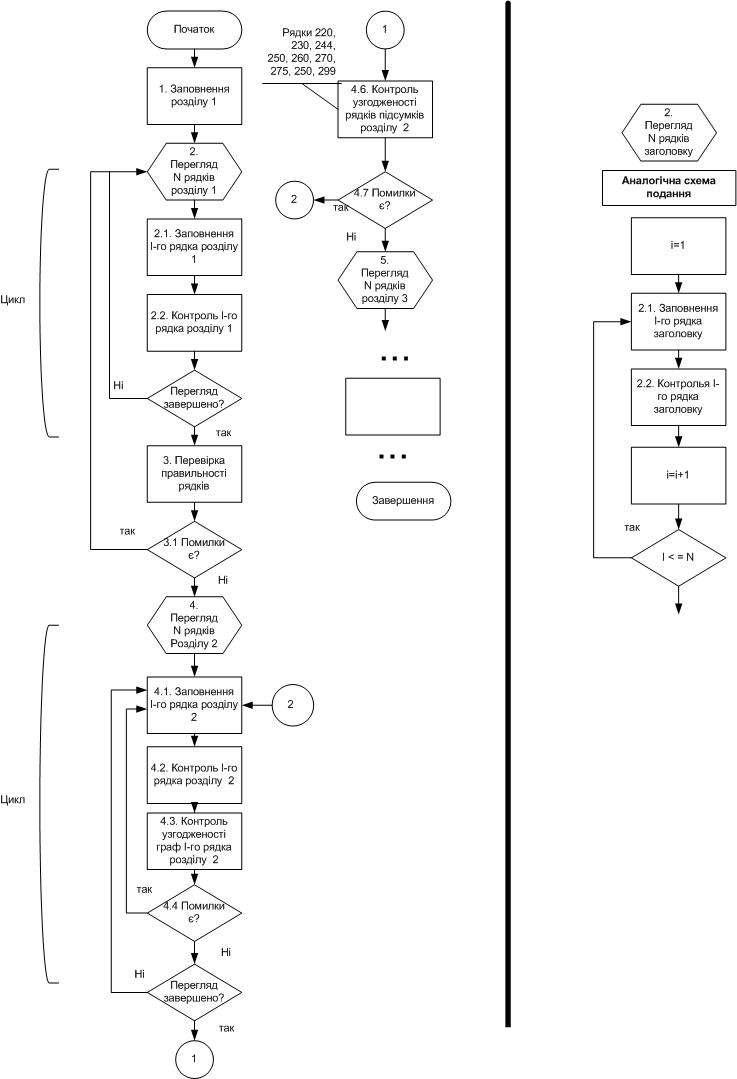 Початок
1. Заповнення
розділу 1
2.
Перегляд
N рядків
розділу 1
2.1. Заповнення
І-го рядка розділу
1
2.2. Контроль І-го
рядка розділу 1
Цикл
Ні
Перегляд
завершено?
так
3. Перевірка
правильності
рядків
так
3.1 Помилки
є?
Ні
4.
Перегляд
N рядків
Розділу 2
4.1. Заповнення
І-го рядка розділу
2
2
4.2. Контроль І-го
рядка розділу 2
Цикл
4.3. Контроль
узгодженості
граф І-го рядка
розділу 2
так
4.4 Помилки
є?
Ні
Ні
Перегляд
завершено?
так
1
1
Рядки 220,
230, 244,
250, 260, 270,
275, 250, 299
4.6. Контроль
узгодженості
рядків підсумків
розділу 2
4.7 Помилки
є?
2
так
Ні
5.
Перегляд
N рядків
розділу 3
...
...
Завершення
2.
Перегляд
N рядків
заголовку
Аналогічна схема
подання
i=1
2.1. Заповнення
І-го рядка
заголовку
2.2. Контролья І-
го рядка
заголовку
i=i+1
так
I < = N